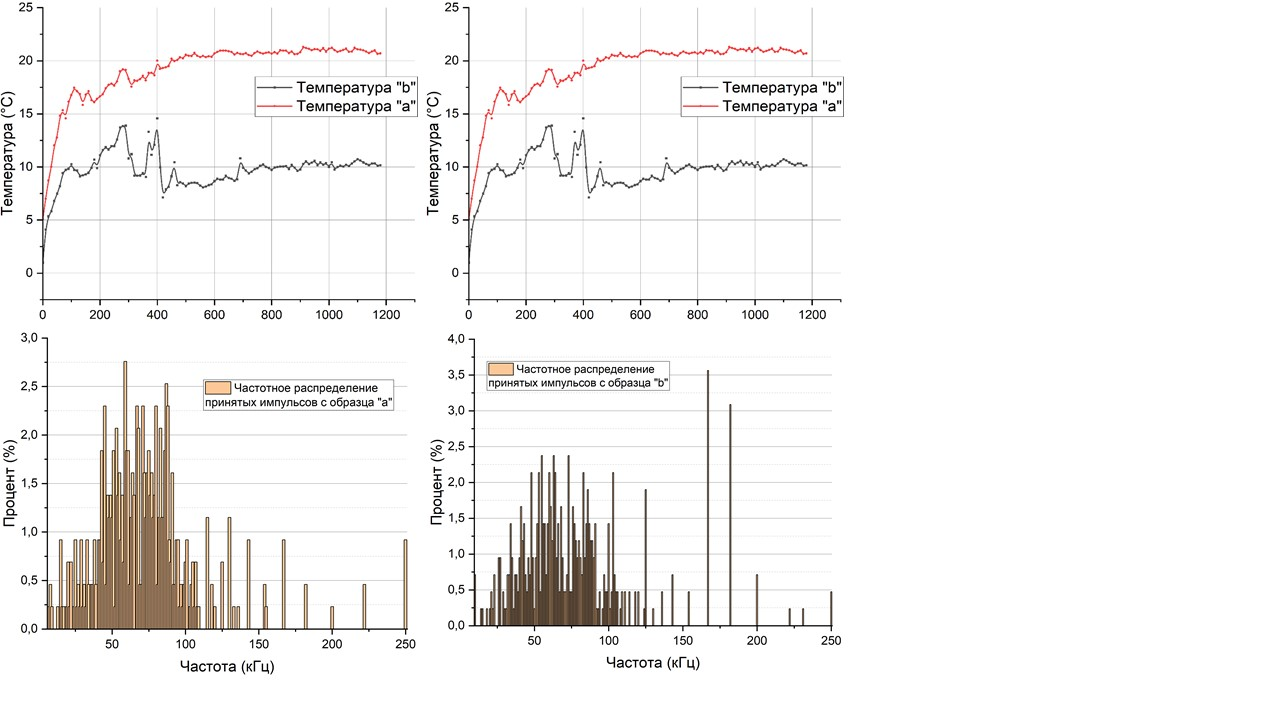 25
20
15
10
5
0
Температура (°C)
Температура "b"
Температура "a"
0 200 400 600 800 1000 1200
25
20
15
10
5
0
Температура (°C)
Температура "b"
Температура "a"
0 200 400 600 800 1000 1200
3,0
2,5
2,0
1,5
1,0
0,5
0,0
Процент (%)
Частотное распределение
принятых импульсов с образца "a"
50 100 150 200 250
Частота (кГц)
4,0
3,5
3,0
2,5
2,0
1,5
1,0
0,5
0,0
Процент (%)
Частотное распределение
принятых импульсов с образца "b"
50 100 150 200 250
Частота (кГц)